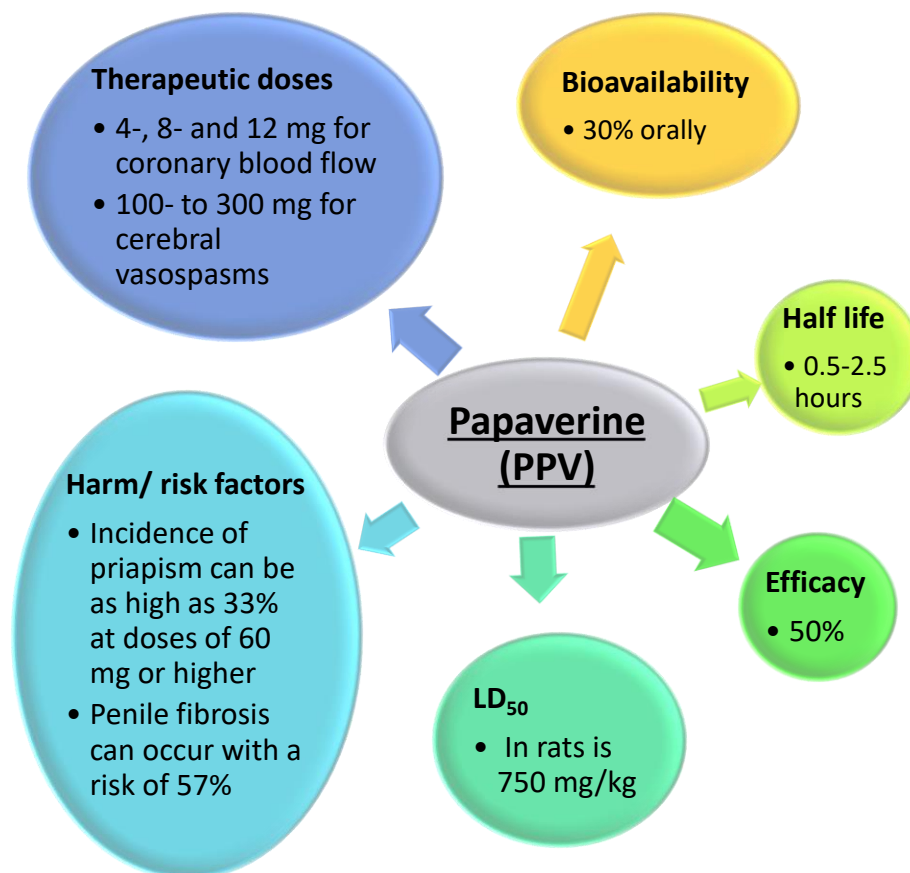 Therapeutic doses
• 4-, 8- and 12 mg for
coronary blood flow
• 100- to 300 mg for
cerebral
vasospasms
Bioavailability
• 30% orally
Half life
• 0.5-2.5
hours
Papaverine
(PPV)
Harm/ risk factors
• Incidence of
priapism can be
as high as 33%
at doses of 60
mg or higher
• Penile fibrosis
can occur with a
risk of 57%
Efficacy
• 50%
LD₅₀
• In rats is
750 mg/kg